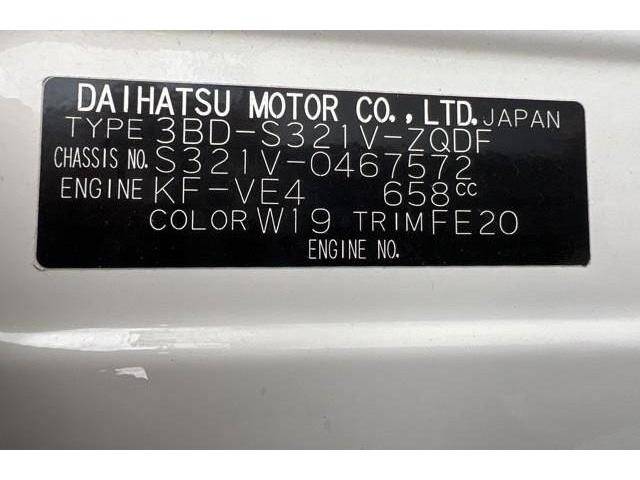 DAIHATSU MOTOR CO., LTD. JAPAN
TYPE 3BD-S321V-ZQDF
CHASSIS NO. S321V-0467572
ENGINE KF-VE4 658cc
COLOR W19 TRIM FE20
ENGINE NO.